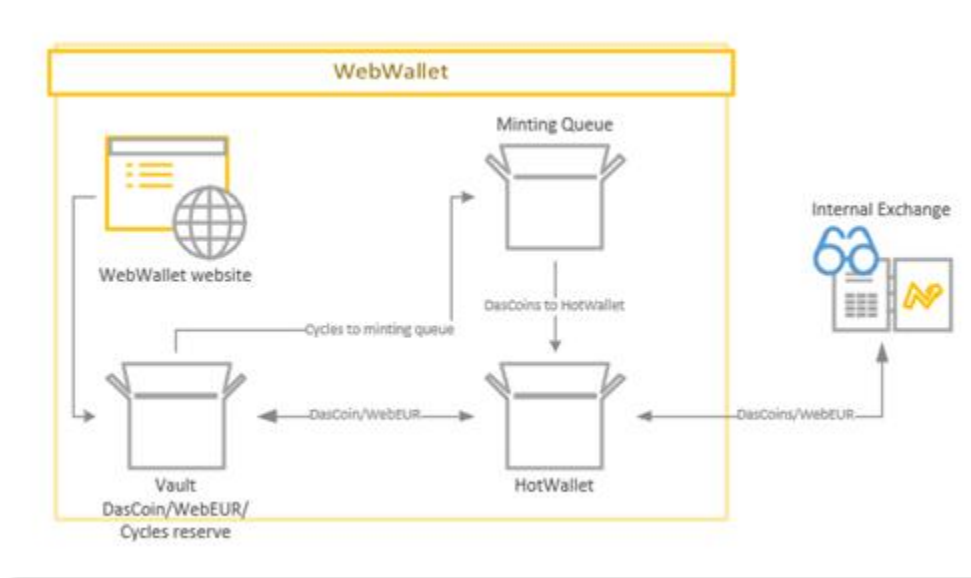 WebWallet
Minting Queue
Internal Exchange
WebWallet website
DasCoins to HotWallet
Cycles to minting queue
DasCoin/WebEUR
DasCoins/WebEUR
Vault
DasCoin/WebEUR/
Cycles reserve
HotWallet